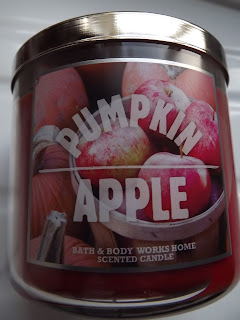 PUMPKIN
APPLE
BATH & BODY WORKS HOME
SCENTED CANDLE